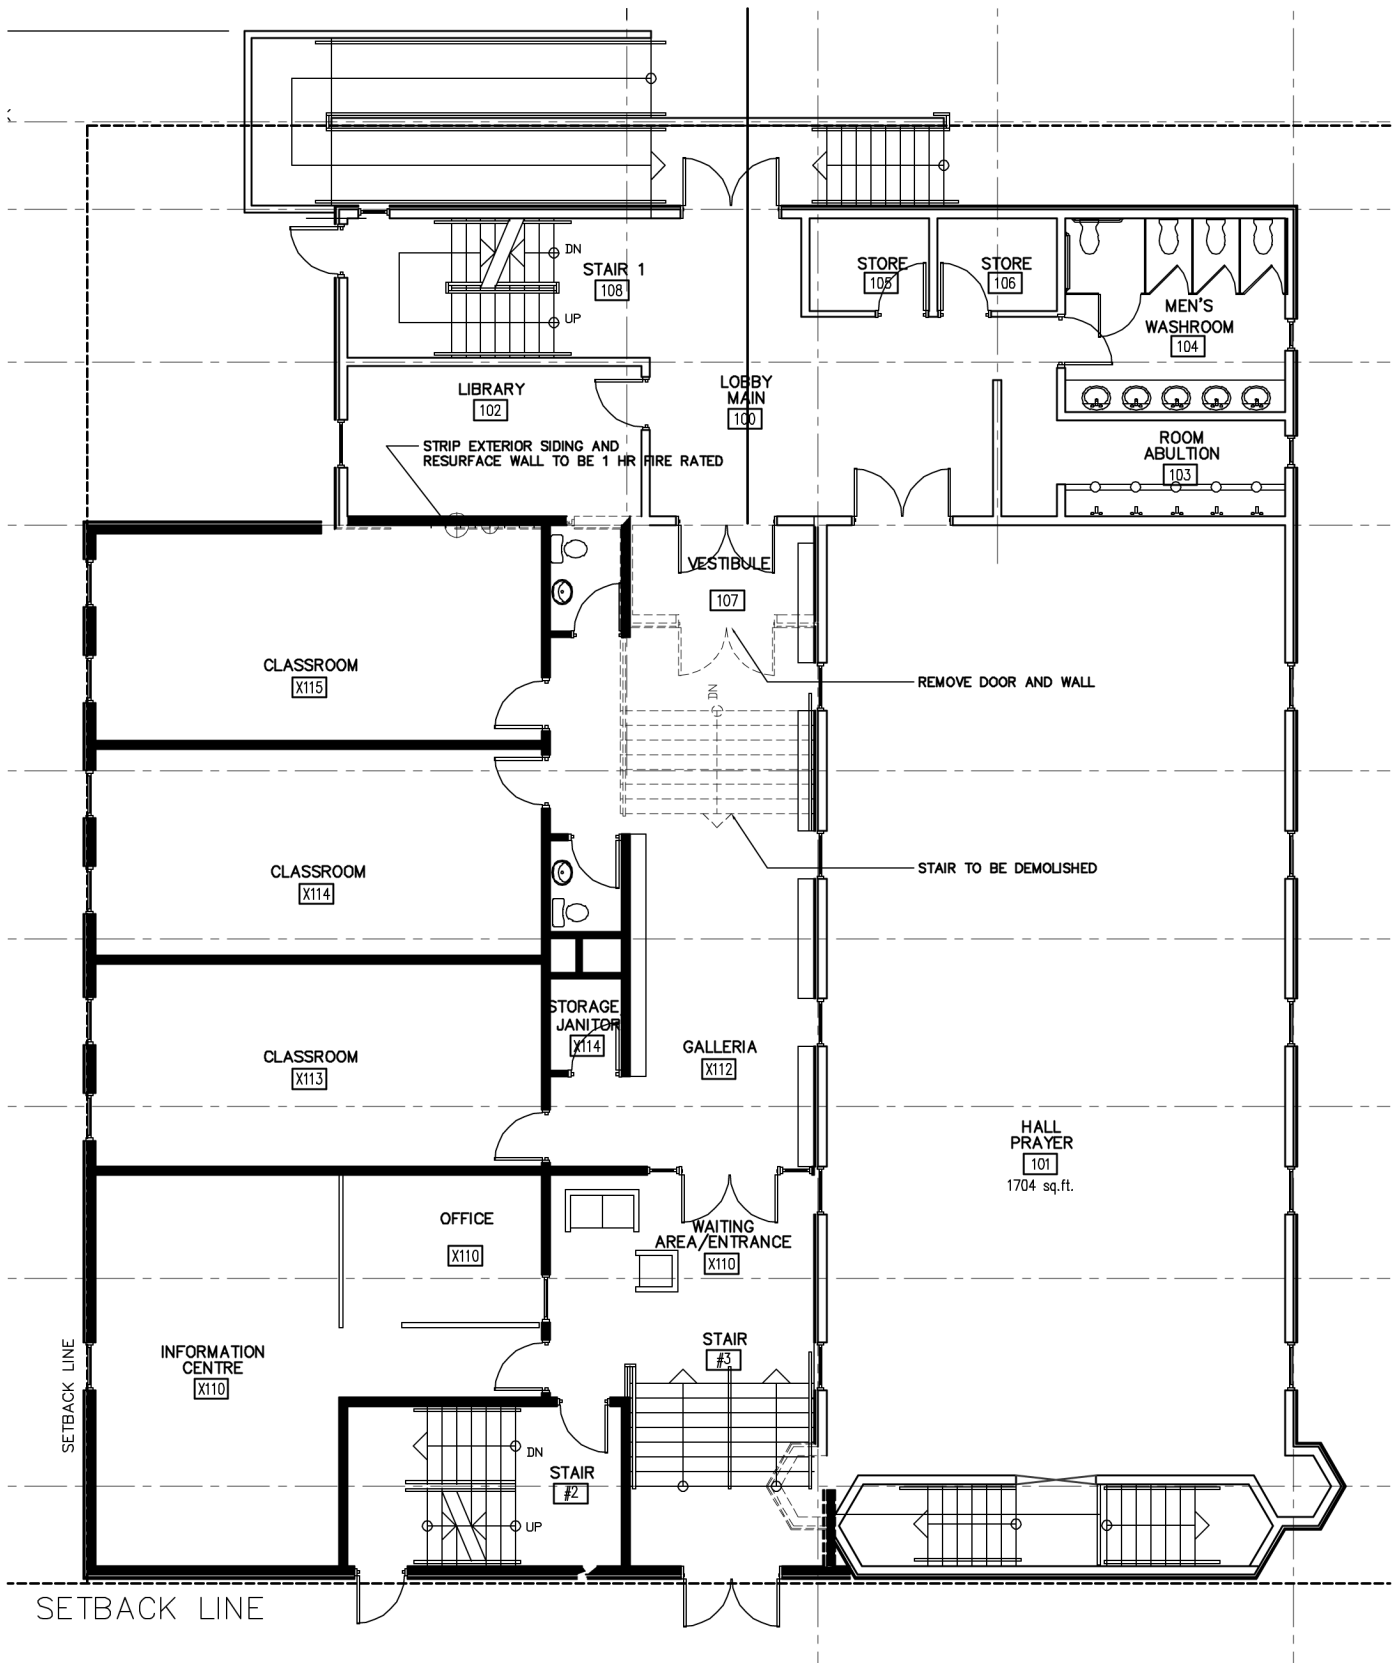 DN
STAIR 1
108
UP
STORE
105
STORE
106
MEN'S
WASHROOM
104
LIBRARY
102
LOBBY
MAIN
100
STRIP EXTERIOR SIDING AND
RESURFACE WALL TO BE 1 HR FIRE RATED
ROOM
ABULTION
103
VESTIBULE
107
CLASSROOM
X115
REMOVE DOOR AND WALL
DN
CLASSROOM
X114
STAIR TO BE DEMOLISHED
STORAGE
JANITOR
X114
CLASSROOM
X113
GALLERIA
X112
HALL
PRAYER
101
1704 sq.ft.
OFFICE
X110
WAITING
AREA/ENTRANCE
X110
INFORMATION
CENTRE
X110
STAIR
#3
SETBACK LINE
DN
STAIR
#2
UP
SETBACK LINE